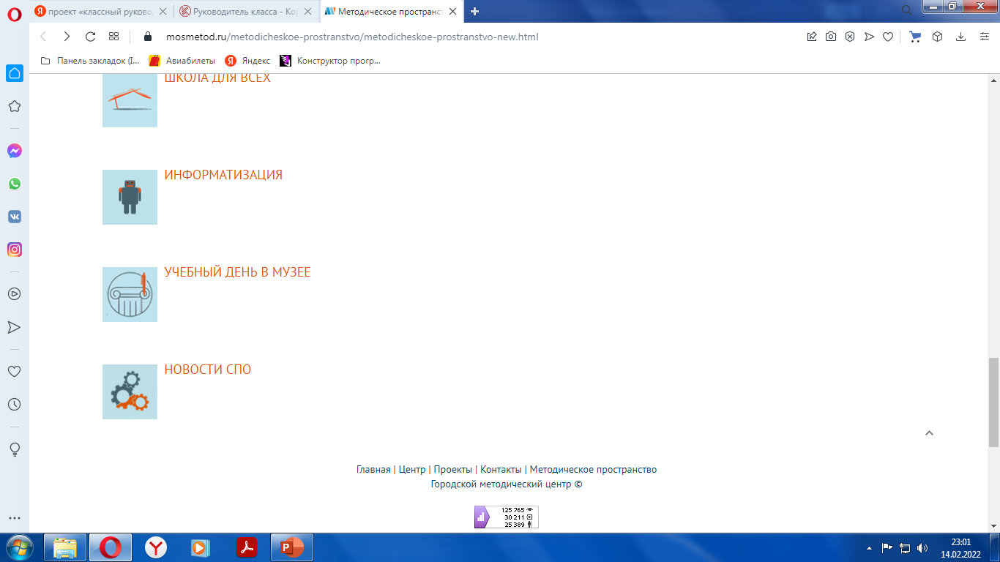 проект «классный руково
Руководитель класса - Кор
Методическое пространст
mosmetod.ru/metodicheskoe-prostranstvo/metodicheskoe-prostranstvo-new.html
Панель закладок (I...
Авиабилеты
Яндекс
Конструктор прогр...
ШКОЛА ДЛЯ ВСЕХ
ИНФОРМАТИЗАЦИЯ
УЧЕБНЫЙ ДЕНЬ В МУЗЕЕ
НОВОСТИ СПО
Главная | Центр | Проекты | Контакты | Методическое пространство
Городской методический центр ©
125 765
30 211
25 389
23:01
14.02.2022